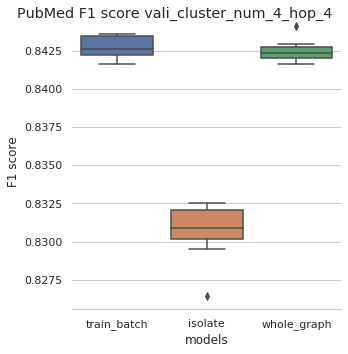 PubMed F1 score vali_cluster_num_4_hop_4
0.8425
0.8400
0.8375
0.8350
0.8325
0.8300
0.8275
F1 score
train_batch isolate whole_graph
models